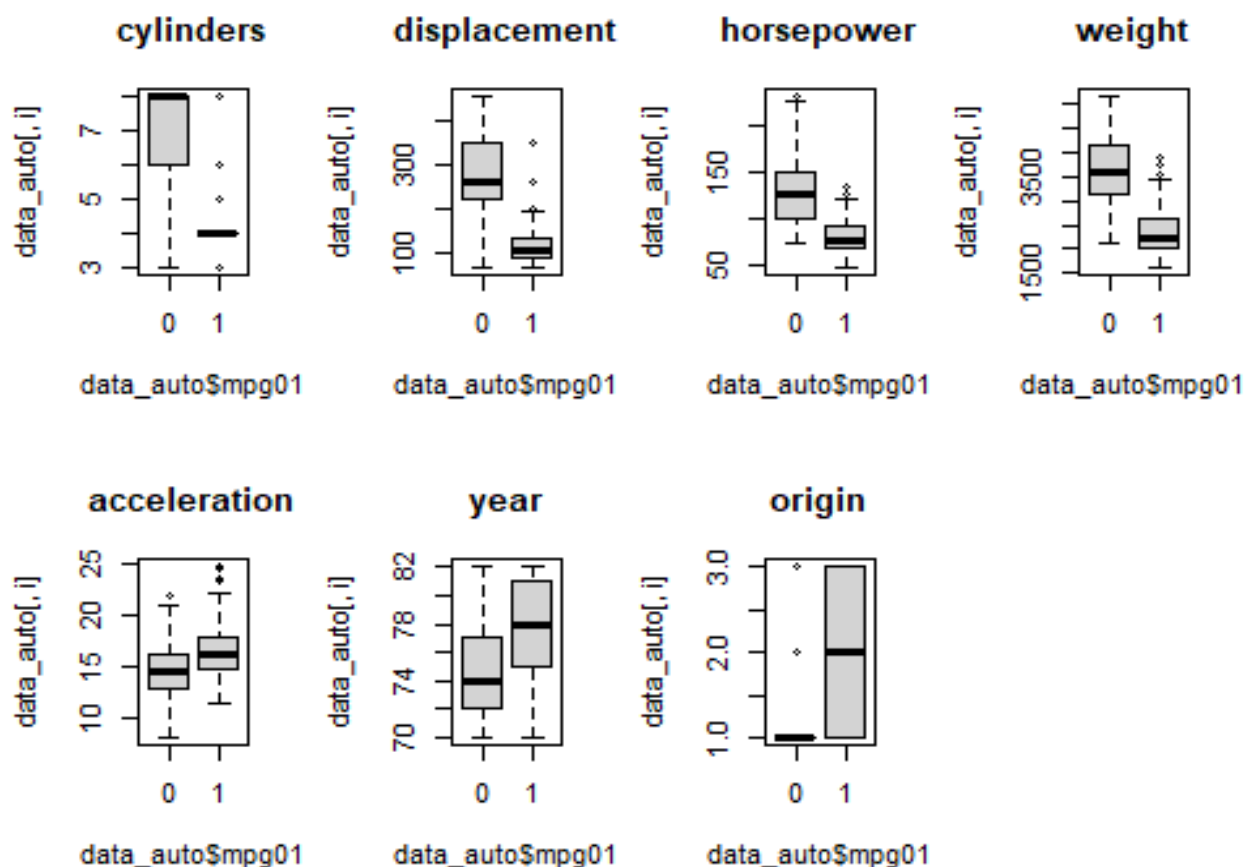 cylinders
data_auto[, i]
3 5 7
0 1
data_auto$mpg01
displacement
data_auto[, i]
100 300
0 1
data_auto$mpg01
horsepower
data_auto[, i]
50 150
0 1
data_auto$mpg01
weight
data_auto[, i]
1500 3500
0 1
data_auto$mpg01
acceleration
data_auto[, i]
10 15 20 25
0 1
data_auto$mpg01
year
data_auto[, i]
70 74 78 82
0 1
data_auto$mpg01
origin
data_auto[, i]
1.0 2.0 3.0
0 1
data_auto$mpg01